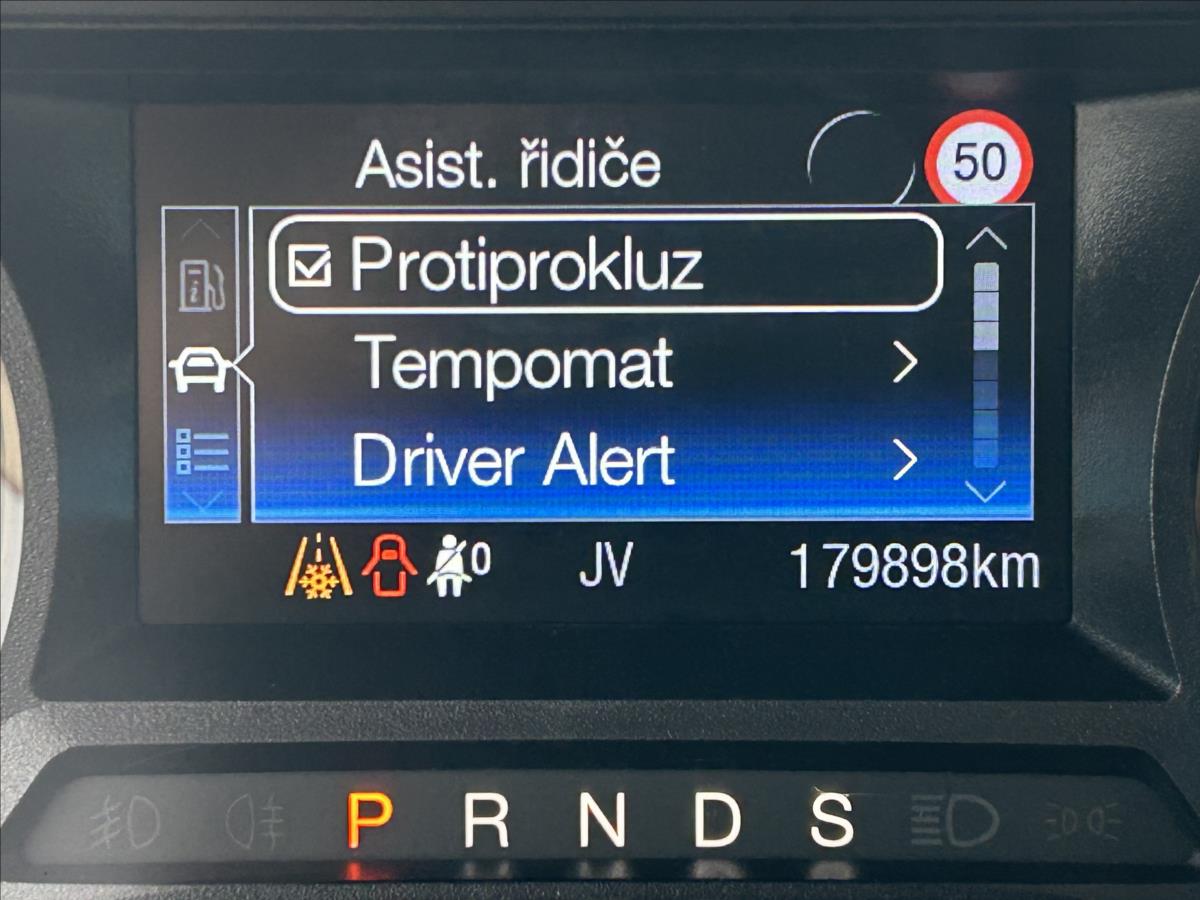 Asist. řidiče
50
Protiprokluz
Tempomat
Driver Alert
0 JV 179898km
P R N D S